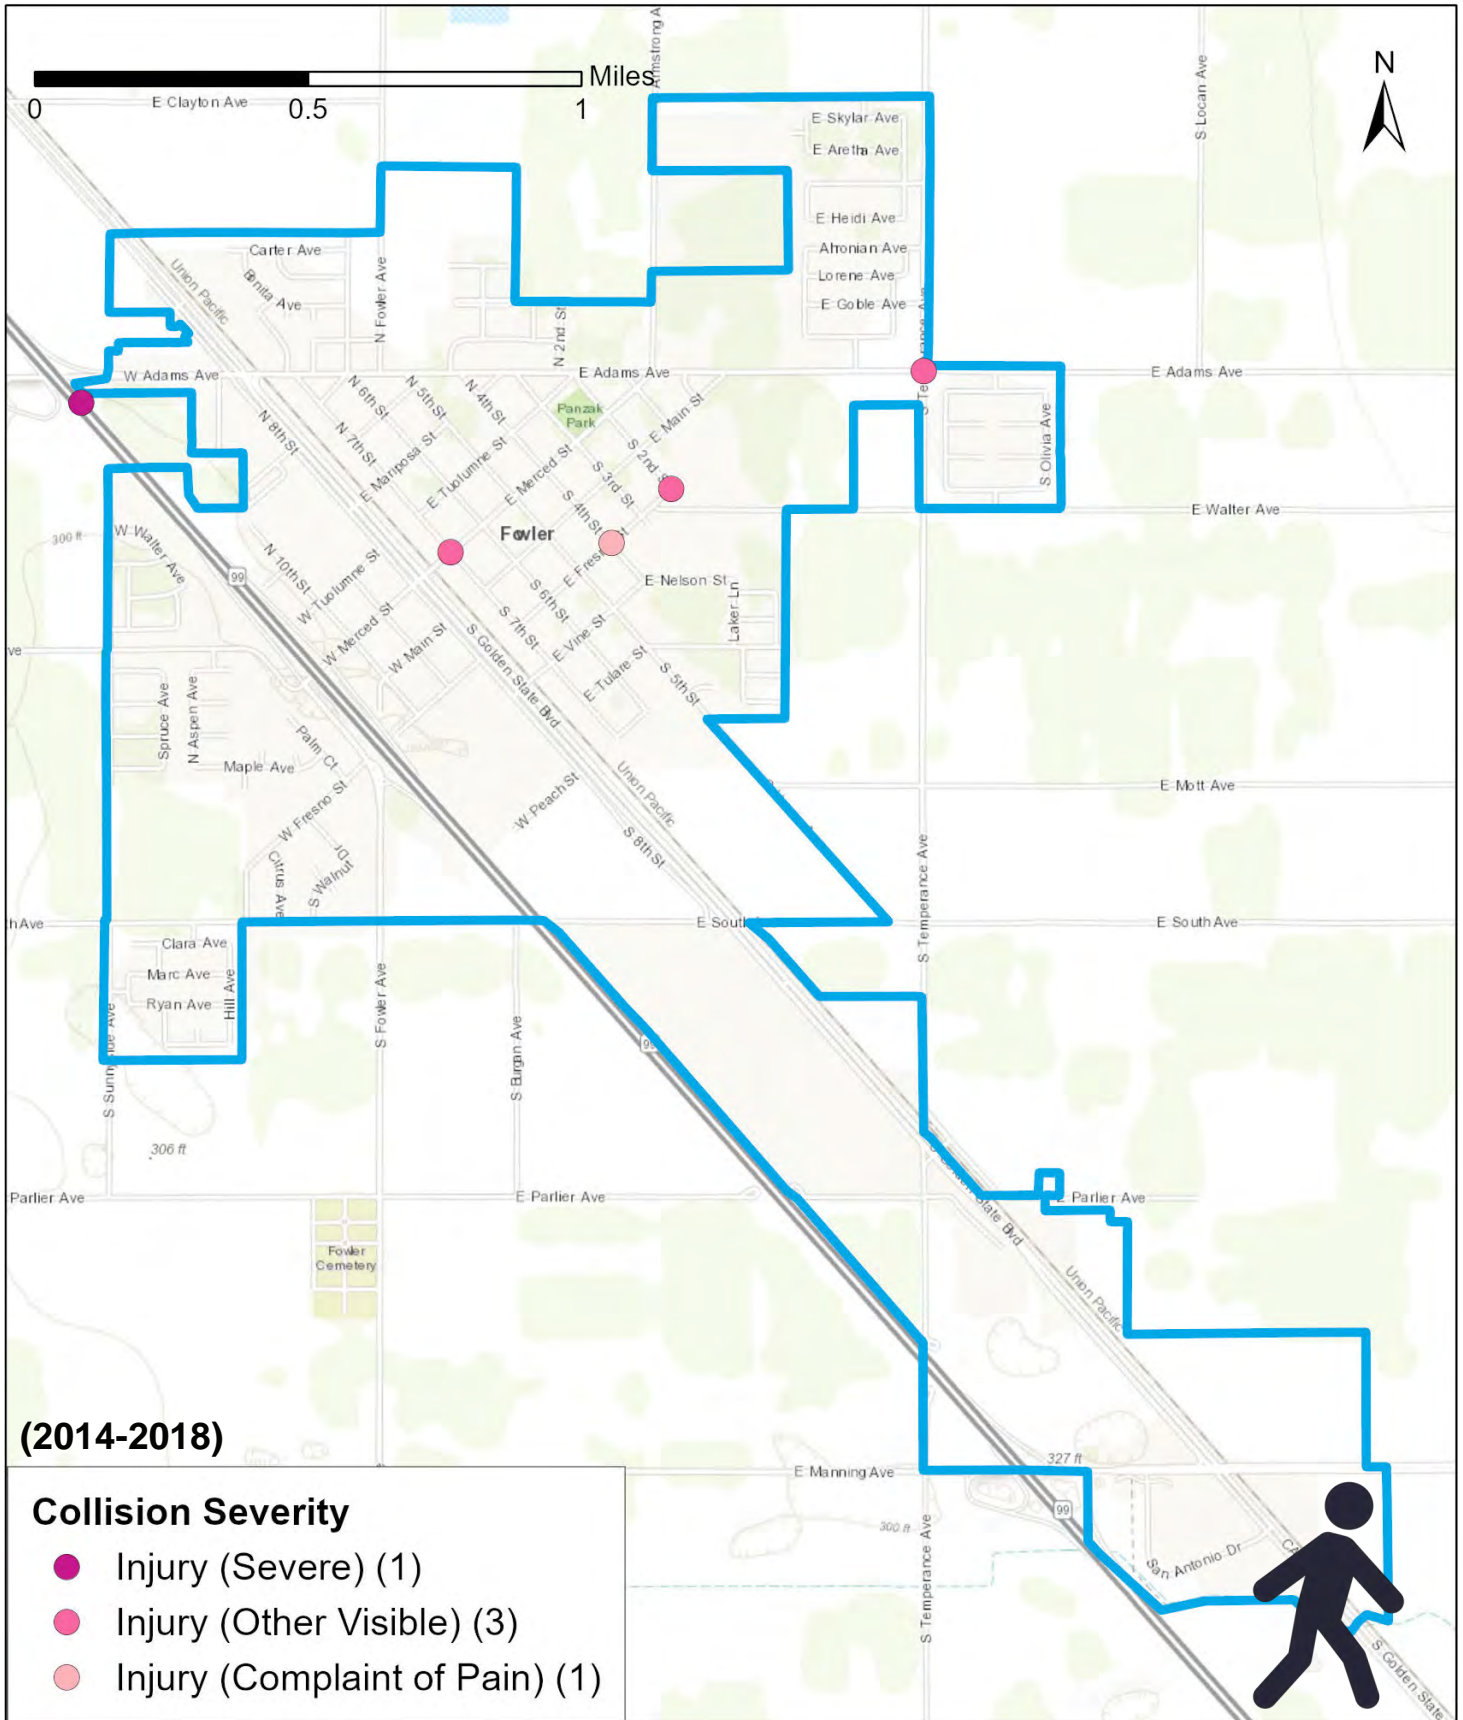 Miles
0
0.5
1
N
E Clayton Ave
S Locan Ave
E Skylar Ave
E Aretha Ave
E Heidi Ave
Ahronian Ave
Lorene Ave
E Goble Ave
Carter Ave
Benita Ave
Union Pacific
N Fowler Ave
N 2nd St
W Adams Ave
E Adams Ave
E Adams Ave
N 6th St
N 5th St
N 4th St
Panzak
Park
E Main St
S 2nd
N 8th St
N 7th St
E Mariposa St
E Tuolumne St
E Merced St
S 3rd St
S 4th St
S Olivia Ave
E Walter Ave
300 ft
W Walter Ave
99
Fowler
N 10th St
W Tuolumne St
W Merced St
W Main St
S 6th St
S 7th St
E Vine St
E Tulare St
E Nelson St
Laker Ln
S 5th St
S Golden State Blvd
Spruce Ave
N Aspen Ave
Palm Ct
Maple Ave
W Fresno St
Citrus Ave
S Walnut Dr
W Peach St
Union Pacific
S 8th St
E Mott Ave
S Temperance Ave
E South Ave
Clara Ave
Marc Ave
Ryan Ave
Hill Ave
S Fowler Ave
S Burgan Ave
306 ft
Parlier Ave
E Parlier Ave
E Parlier Ave
Fowler
Cemetery
Union Pacific
(2014-2018)
E Manning Ave
327 ft
99
300 ft
S Temperance Ave
San Antonio Dr
S Golden State
Collision Severity
Injury (Severe) (1)
Injury (Other Visible) (3)
Injury (Complaint of Pain) (1)